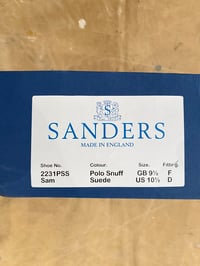 S
SANDERS
MADE IN ENGLAND
Shoe No. Colour. Size. Fitting
2231PSS Polo Snuff GB 9½ F
Sam Suede US 10½ D